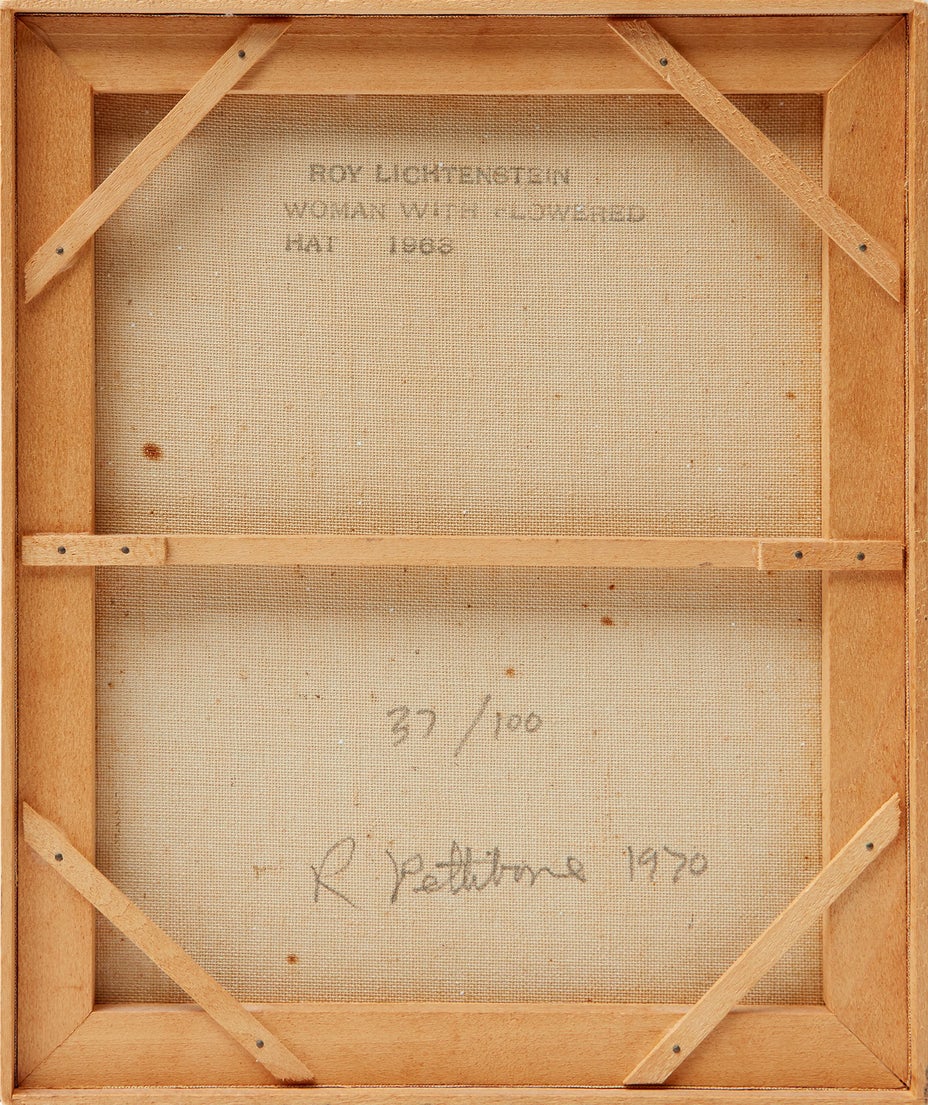 ROY LICHTENSTEIN
WOMAN WITH FLOWERED
HAT 1963
37/100
R Pettibone 1970